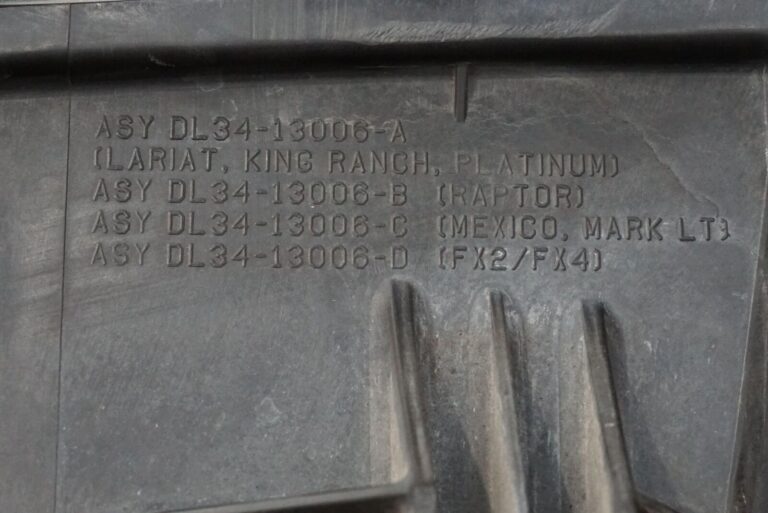 ASY DL34-13006-A
(LARIAT, KING RANCH, PLATINUM)
ASY DL34-13006-B (RAPTOR)
ASY DL34-13006-C (MEXICO, MARK LT)
ASY DL34-13006-D (FX2/FX4)